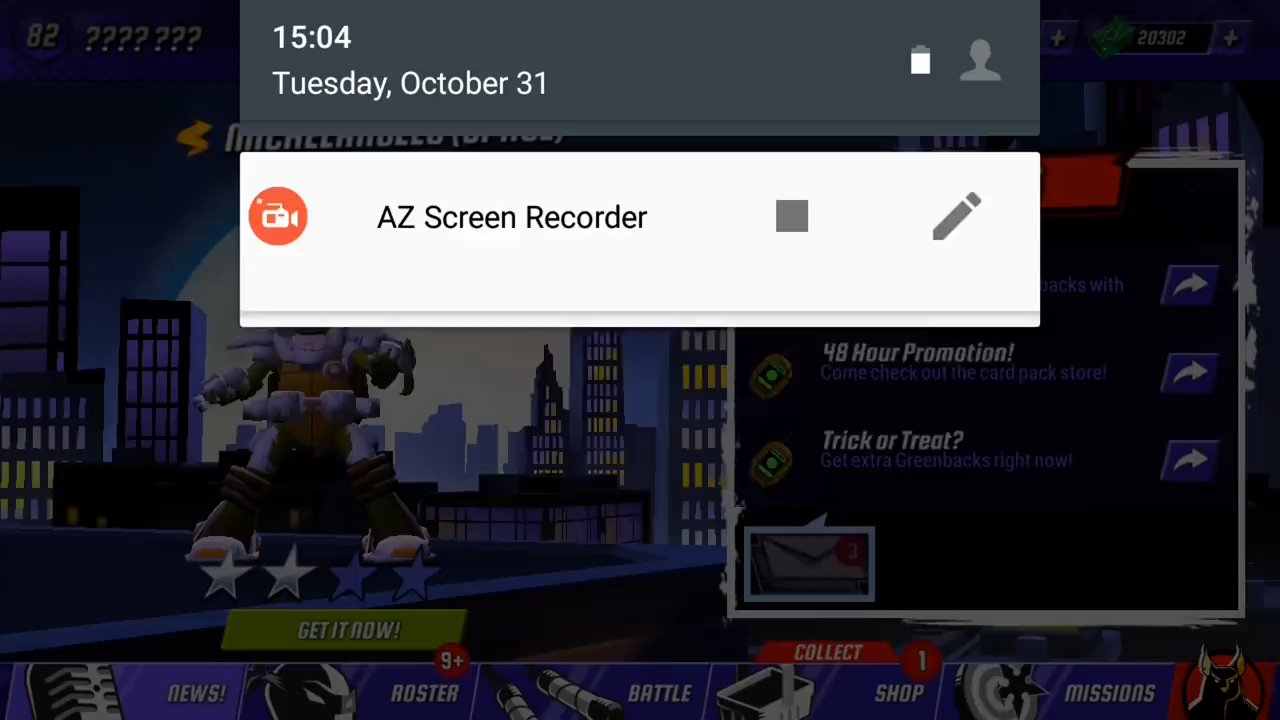 82 ???? ???
15:04
Tuesday, October 31
+
20302 +
MICHELANGELO (SPACE)
AZ Screen Recorder
backs with
48 Hour Promotion!
Come check out the card pack store!
Trick or Treat?
Get extra Greenbacks right now!
3
GET IT NOW!
NEWS!
9+
ROSTER
BATTLE
COLLECT
1
SHOP
MISSIONS